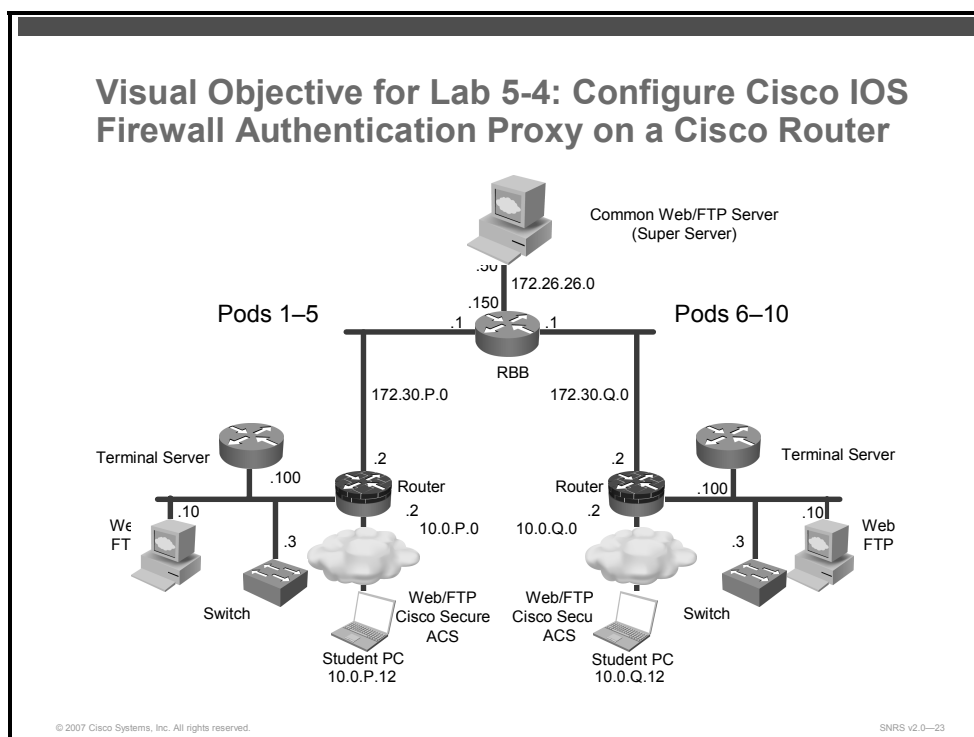 Visual Objective for Lab 5-4: Configure Cisco IOS
Firewall Authentication Proxy on a Cisco Router
Common Web/FTP Server
(Super Server)
.50
172.26.26.0
.150
Pods 1–5
Pods 6–10
.1
.1
RBB
172.30.P.0
172.30.Q.0
Terminal Server
Terminal Server
.2
.2
.100
.100
Router
Router
.10
.2
.2
.10
10.0.P.0
10.0.Q.0
Web
FTP
.3
.3
Switch
Switch
Web/FTP
Cisco Secure
ACS
Web/FTP
Cisco Secu
ACS
Student PC
10.0.P.12
Student PC
10.0.Q.12
© 2007 Cisco Systems, Inc. All rights reserved.
SNRS v2.0—23